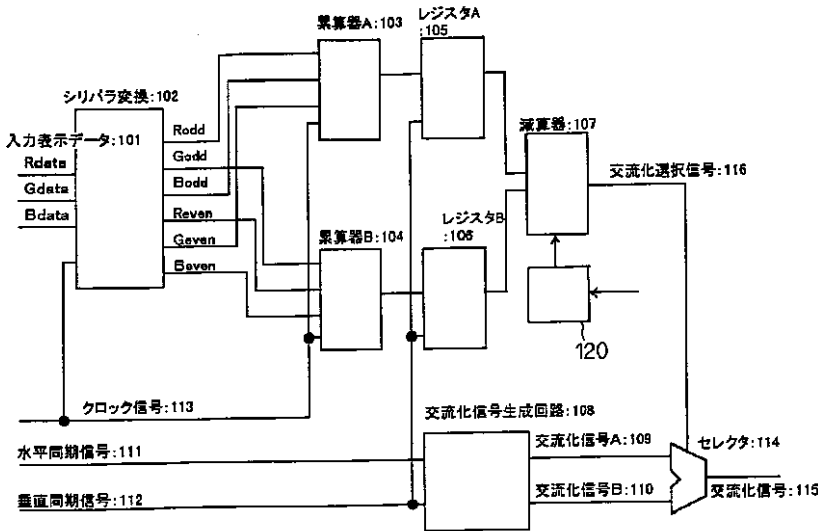 累算器A:103
レジスタA
:105
シリパラ変換:102
入力表示データ:101
Rdata
Gdata
Bdata
Rodd
Godd
Bodd
Reven
Geven
Beven
減算器:107
交流化選択信号:116
累算器B:104
レジスタB
:106
120
クロック信号:113
交流化信号生成回路:108
水平同期信号:111
交流化信号A:109
セレクタ:114
垂直同期信号:112
交流化信号B:110
交流化信号:115